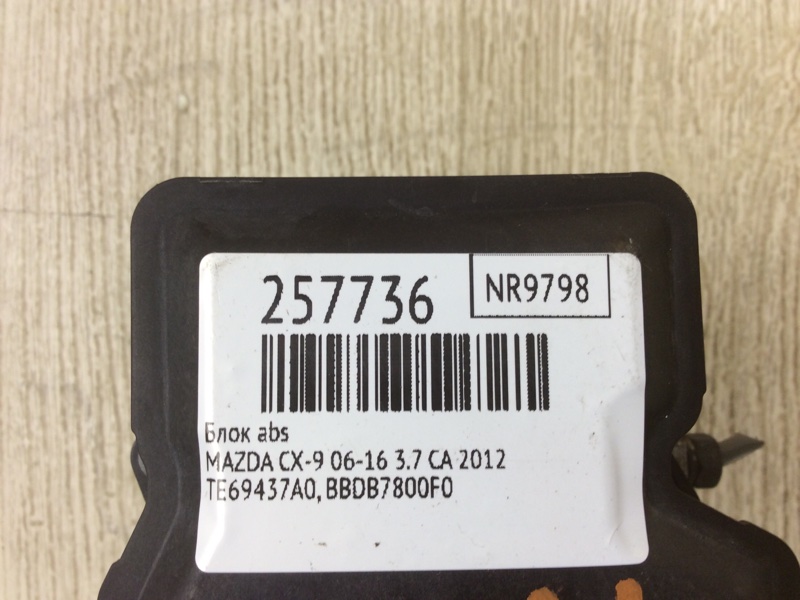 257736
NR9798
Блок abs
MAZDA CX-9 06-16 3.7 CA 2012
TE69437A0, BBDB7800F0